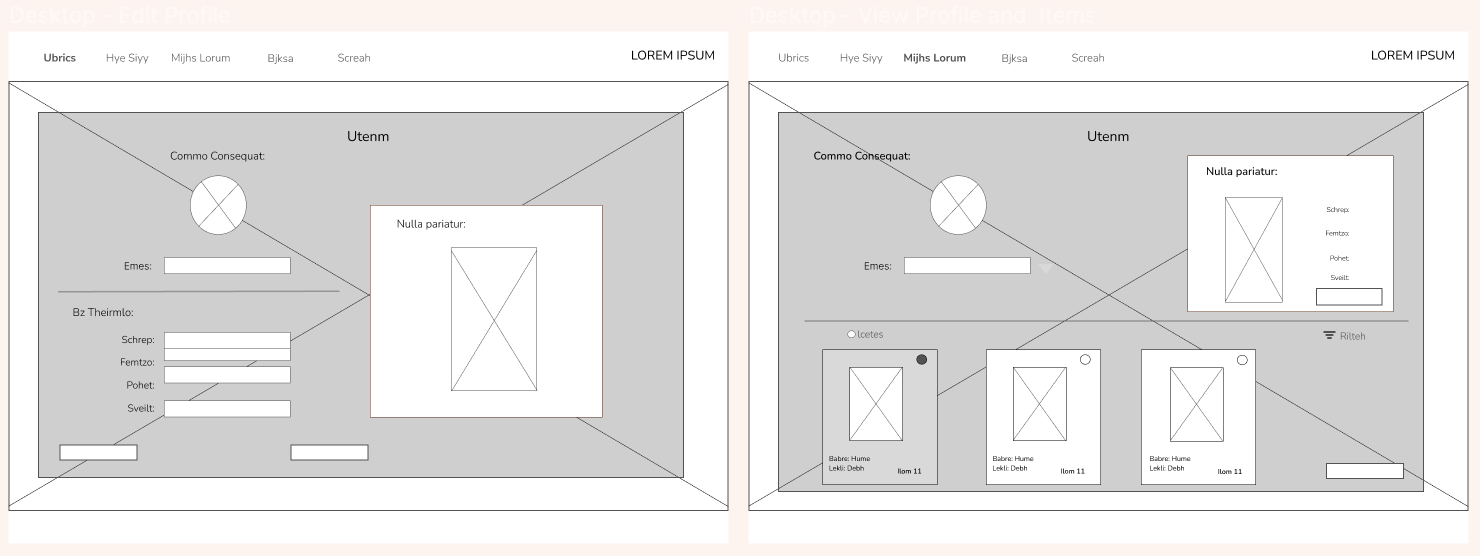 Desktop - Edit Profile
Ubrics Hye Siyy Mijhs Lorum Bjksa Screah LOREM IPSUM
Utenm
Commo Consequat:
Nulla pariatur:
Emes:
Bz Theirmlo:
Schrep:
Femtzo:
Pohet:
Sveilt:
Desktop - View Profile and Items
Ubrics Hye Siyy Mijhs Lorum Bjksa Screah LOREM IPSUM
Utenm
Commo Consequat:
Nulla pariatur:
Schrep:
Femtzo:
Pohet:
Sveilt:
Emes:
lcetes
Rilteh
Babre: Hume
Lekli: Debh
Ilom 11
Babre: Hume
Lekli: Debh
Ilom 11
Babre: Hume
Lekli: Debh
Ilom 11